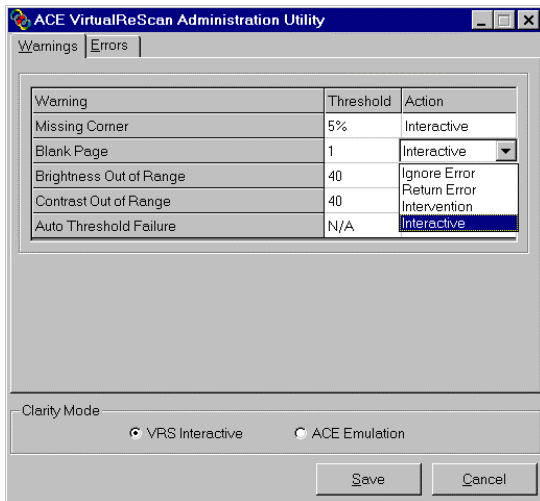 ACE VirtualReScan Administration Utility
Warnings Errors
Warning Threshold Action
Missing Corner 5% Interactive
Blank Page 1 Interactive
Brightness Out of Range 40 Ignore Error
Return Error
Contrast Out of Range 40 Intervention
Auto Threshold Failure N/A Interactive
Clarity Mode
VRS Interactive ACE Emulation
Save Cancel